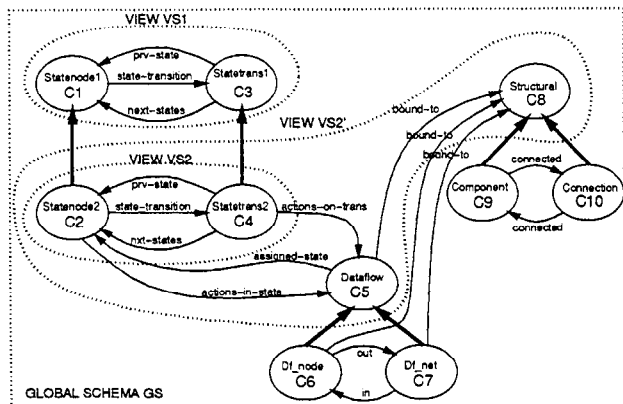 VIEW VS1
prv-state
Statenode1
C1
state-transition
Statetrans1
C3
next-states
Structural
C8
bound-to
VIEW VS2'
bound-to
bound-to
VIEW VS2
prv-state
Statenode2
C2
state-transition
Statetrans2
C4
nxt-states
actions-on-trans
connected
Component
C9
Connection
C10
connected
assigned-state
actions-in-state
Dataflow
C5
Df_node
C6
out
Df_net
C7
in
GLOBAL SCHEMA GS